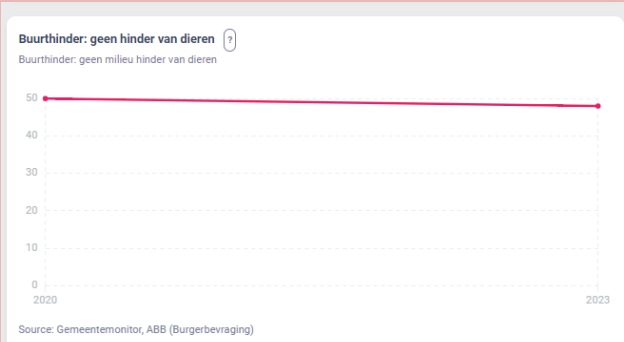 Buurthinder: geen hinder van dieren ?
Buurthinder: geen milieu hinder van dieren
50
40
30
20
10
0
2020 2023
Source: Gemeentemonitor, ABB (Burgerbevraging)